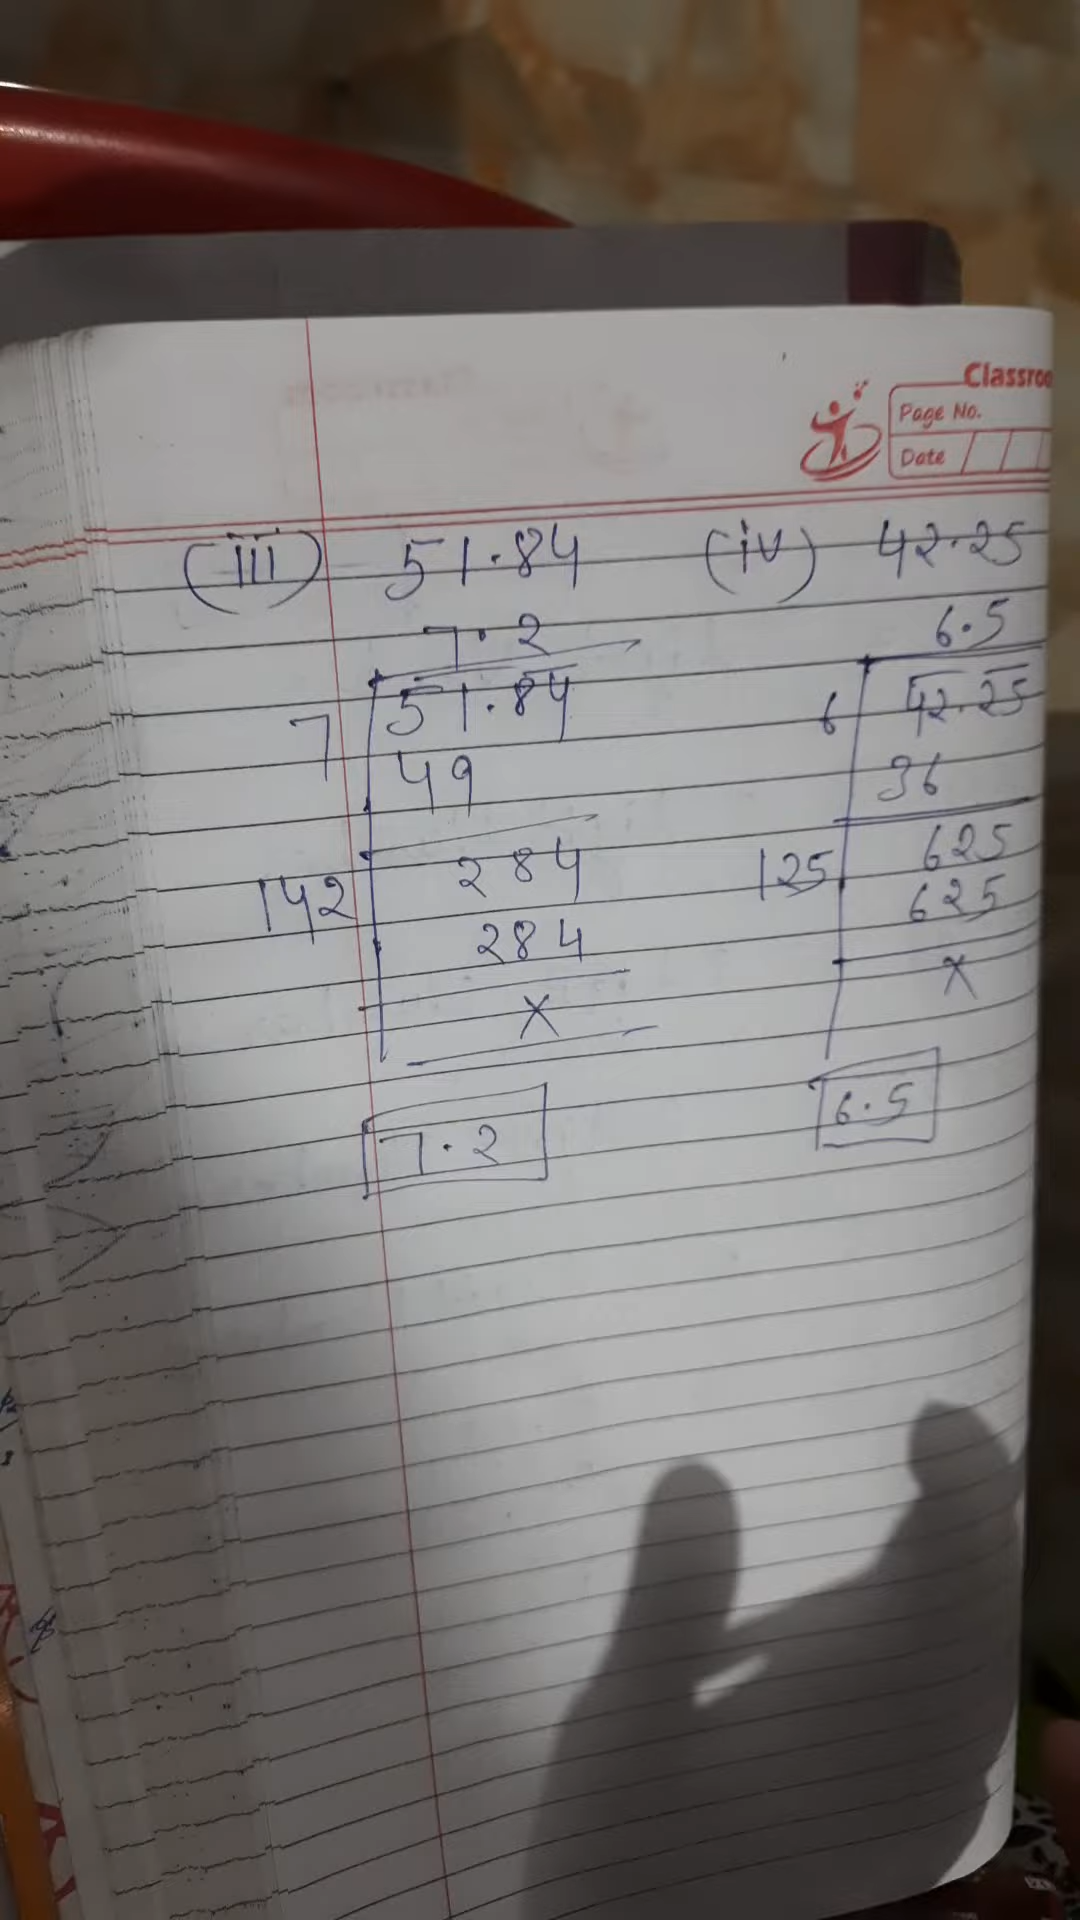 Classroo
Page No.
Date
(iii) 51.84
7.2
7 51.84
49
142 284
284
X
7.2
(iv) 42.25
6.5
6 42.25
36
125 625
625
X
6.5